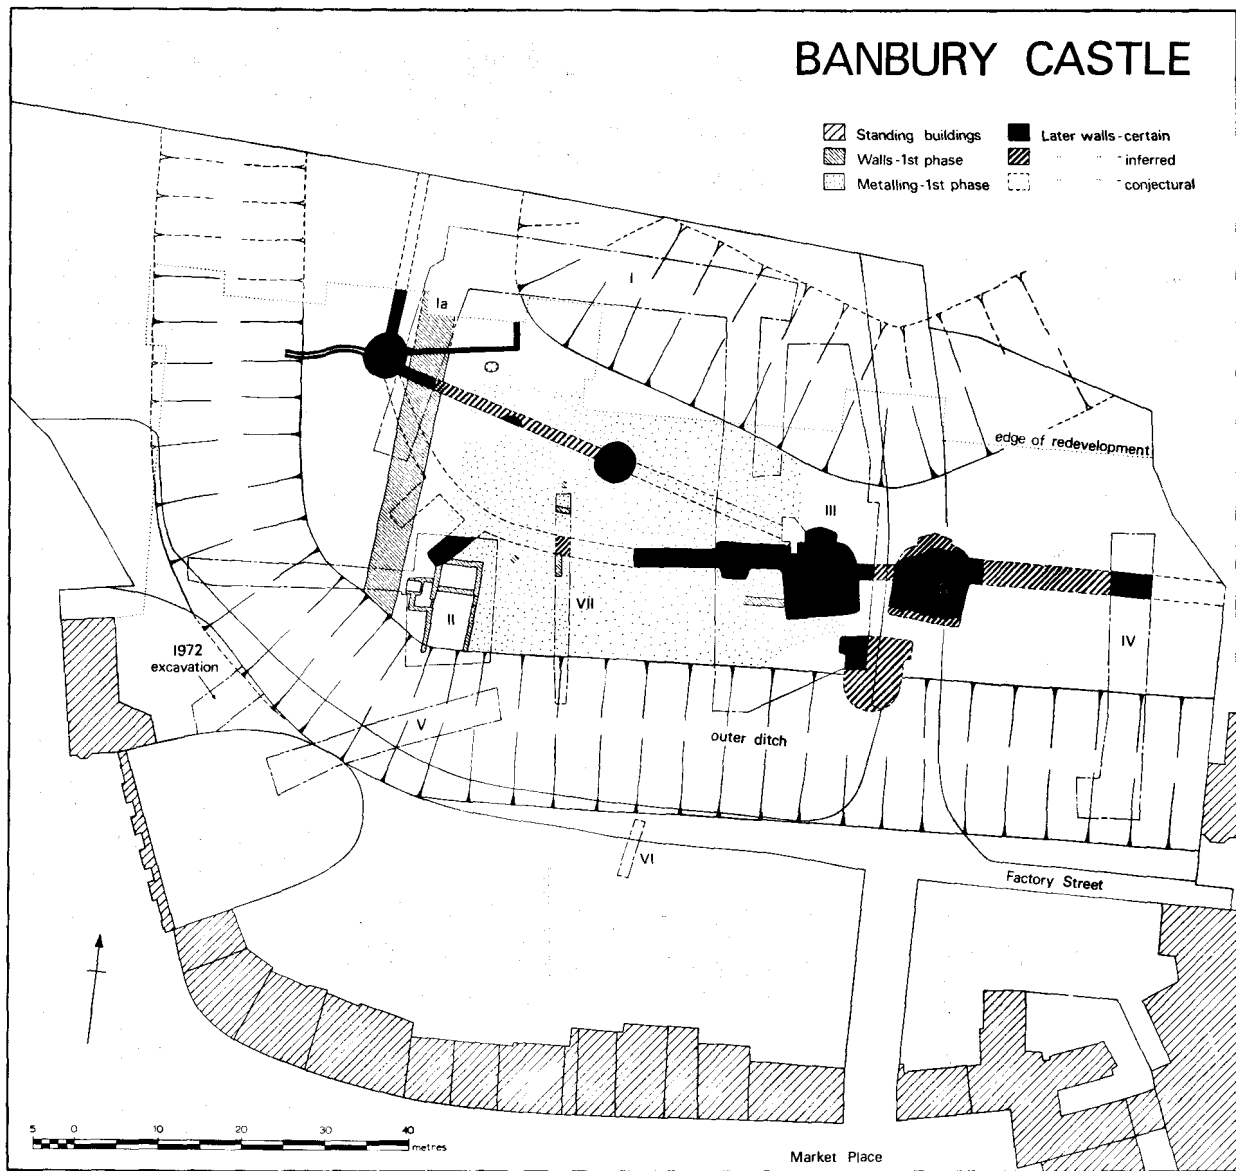 BANBURY CASTLE
Standing buildings
Walls-1st phase
Metalling-1st phase
Later walls-certain
" " -inferred
" " -conjectural
I
Ia
edge of redevelopment
III
II
VII
IV
1972
excavation
V
outer ditch
VI
Factory Street
5 0 10 20 30 40
metres
Market Place